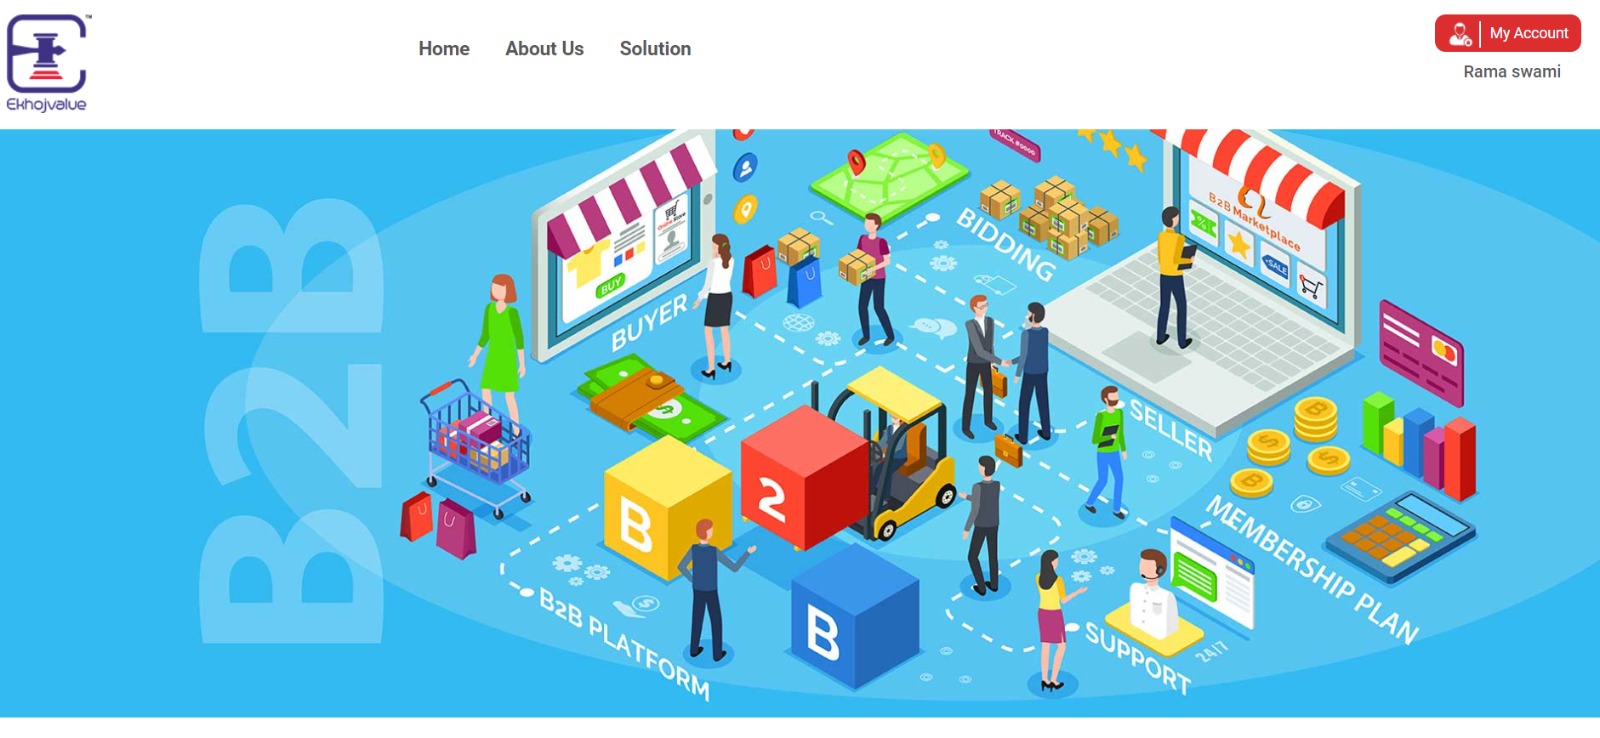 TM
Ekhojvalue
Home
About Us
Solution
My Account
Rama swami
B2B
Online Store
BUY
BUYER
TRACK
BIDDING
B2B Marketplace
%
SALE
SELLER
MEMBERSHIP PLAN
B
2
B
B2B PLATFORM
SUPPORT
24/7